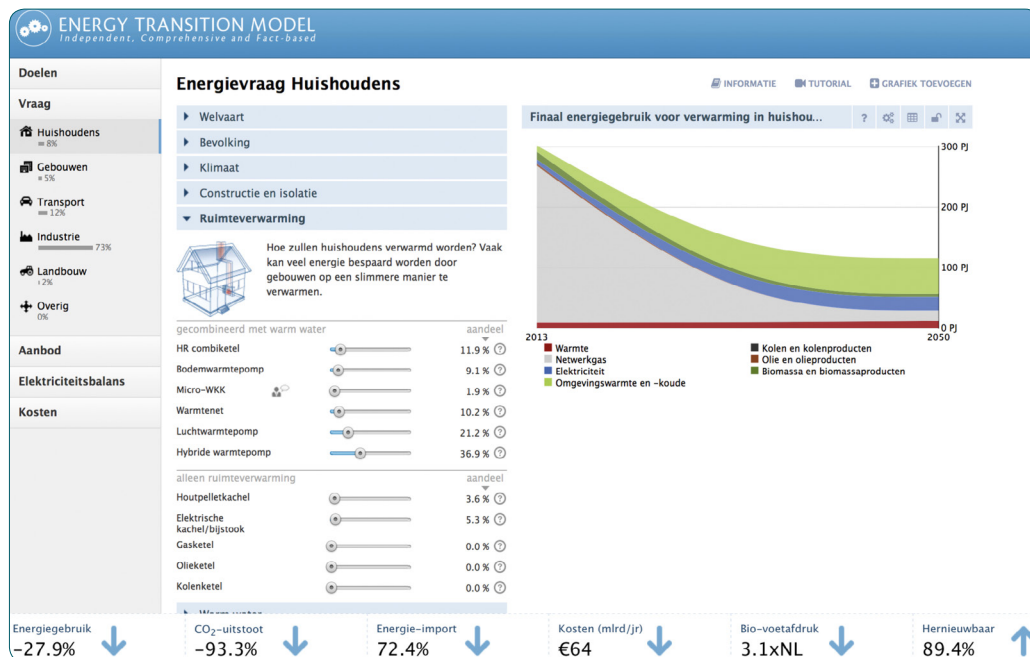 ENERGY TRANSITION MODEL
Independent, Comprehensive and Fact-based
Doelen
Vraag
Huishoudens
8%
Gebouwen
5%
Transport
12%
Industrie
73%
Landbouw
2%
Overig
0%
Aanbod
Elektriciteitsbalans
Kosten
Energievraag Huishoudens
INFORMATIE
TUTORIAL
GRAFIEK TOEVOEGEN
Welvaart
Bevolking
Klimaat
Constructie en isolatie
Ruimteverwarming
Hoe zullen huishoudens verwarmd worden? Vaak
kan veel energie bespaard worden door
gebouwen op een slimmere manier te
verwarmen.
gecombineerd met warm water aandeel
HR combiketel 11.9 % ?
Bodemwarmtepomp 9.1 % ?
Micro-WKK 1.9 % ?
Warmtenet 10.2 % ?
Luchtwarmtepomp 21.2 % ?
Hybride warmtepomp 36.9 % ?
alleen ruimteverwarming aandeel
Houtpelletkachel 3.6 % ?
Elektrische
kachel/bijstook 5.3 % ?
Gasketel 0.0 % ?
Olieketel 0.0 % ?
Kolenketel 0.0 % ?
Finaal energiegebruik voor verwarming in huishou... ?
300 PJ
200 PJ
100 PJ
0 PJ
2013 2050
Warmte
Netwerkgas
Elektriciteit
Omgevingswarmte en -koude
Kolen en kolenproducten
Olie en olieproducten
Biomassa en biomassaproducten
Energiegebruik
-27.9%
CO₂-uitstoot
-93.3%
Energie-import
72.4%
Kosten (mlrd/jr)
€64
Bio-voetafdruk
3.1xNL
Hernieuwbaar
89.4%